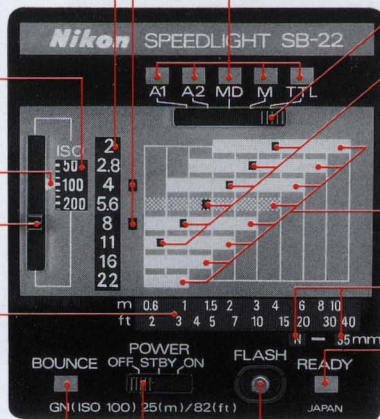 Nikon SPEEDLIGHT SB-22
A1 A2 MD M TTL
ISO
50
100
200
2
2.8
4
5.6
8
11
16
22
m 0.6 1 1.5 2 3 4 6 8 10
ft 2 3 4 5 7 10 15 20 30 40
N — 35mm
BOUNCE
POWER
OFF STBY ON
FLASH
READY
GN(ISO 100) 25(m)/82(ft)
JAPAN